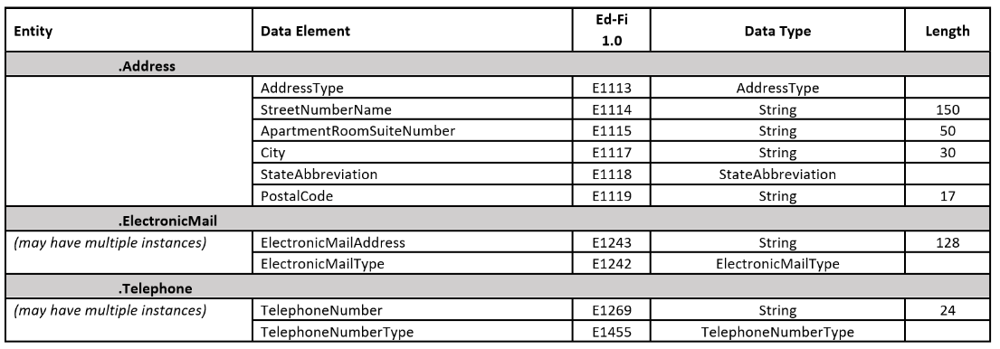 Entity Data Element Ed-Fi 1.0 Data Type Length
.Address
AddressType E1113 AddressType
StreetNumberName E1114 String 150
ApartmentRoomSuiteNumber E1115 String 50
City E1117 String 30
StateAbbreviation E1118 StateAbbreviation
PostalCode E1119 String 17
.ElectronicMail
(may have multiple instances) ElectronicMailAddress E1243 String 128
ElectronicMailType E1242 ElectronicMailType
.Telephone
(may have multiple instances) TelephoneNumber E1269 String 24
TelephoneNumberType E1455 TelephoneNumberType